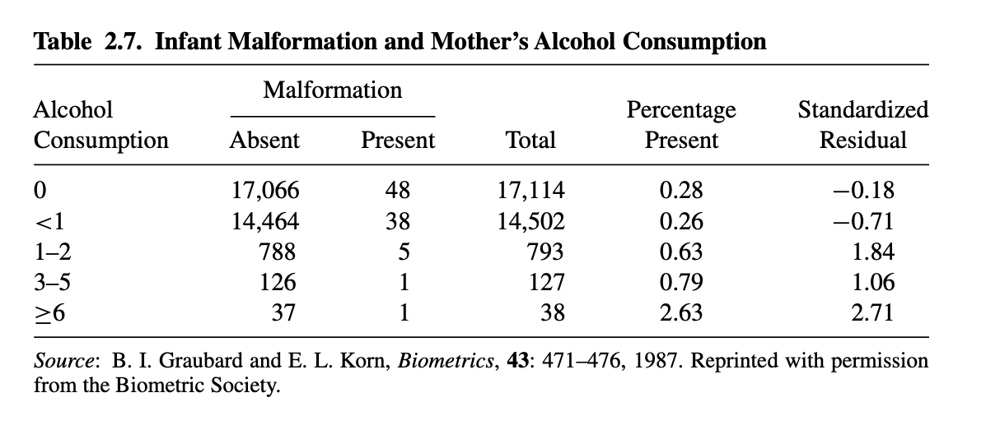 Table 2.7. Infant Malformation and Mother's Alcohol Consumption
Malformation
Alcohol Percentage Standardized
Consumption Absent Present Total Present Residual
0 17,066 48 17,114 0.28 −0.18
<1 14,464 38 14,502 0.26 −0.71
1–2 788 5 793 0.63 1.84
3–5 126 1 127 0.79 1.06
≥6 37 1 38 2.63 2.71
Source: B. I. Graubard and E. L. Korn, Biometrics, 43: 471–476, 1987. Reprinted with permission
from the Biometric Society.